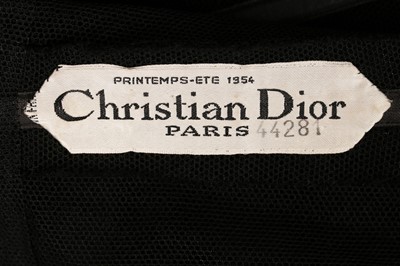 PRINTEMPS-ETE 1954
Christian Dior
PARIS 44281